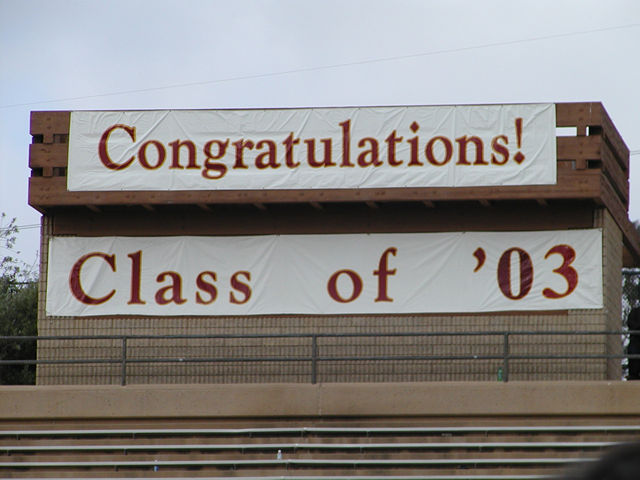 Congratulations!
Class of '03